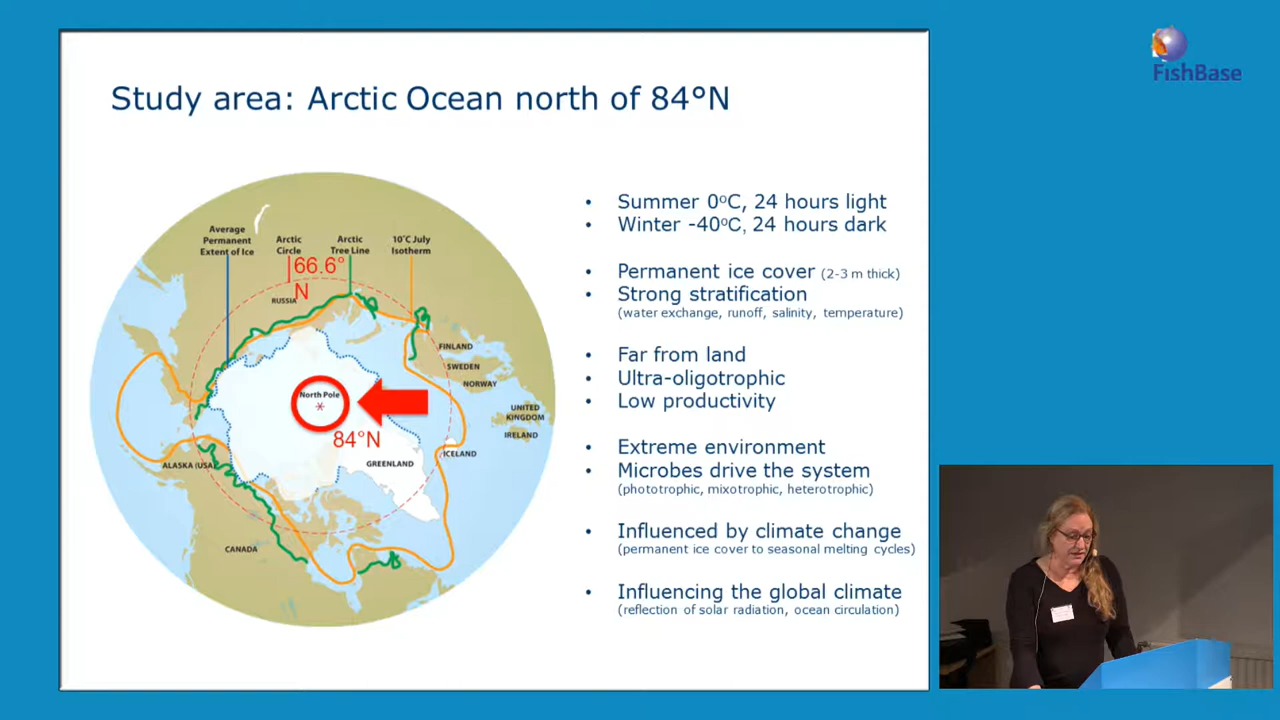 FishBase
Study area: Arctic Ocean north of 84°N
Average
Permanent
Extent of Ice
Arctic
Circle
Arctic
Tree Line
10°C July
Isotherm
66.6°
N
RUSSIA
FINLAND
SWEDEN
NORWAY
UNITED
KINGDOM
IRELAND
North Pole
84°N
ICELAND
GREENLAND
ALASKA (USA)
CANADA
• Summer 0°C, 24 hours light
• Winter -40°C, 24 hours dark
• Permanent ice cover (2-3 m thick)
• Strong stratification
(water exchange, runoff, salinity, temperature)
• Far from land
• Ultra-oligotrophic
• Low productivity
• Extreme environment
• Microbes drive the system
(phototrophic, mixotrophic, heterotrophic)
• Influenced by climate change
(permanent ice cover to seasonal melting cycles)
• Influencing the global climate
(reflection of solar radiation, ocean circulation)